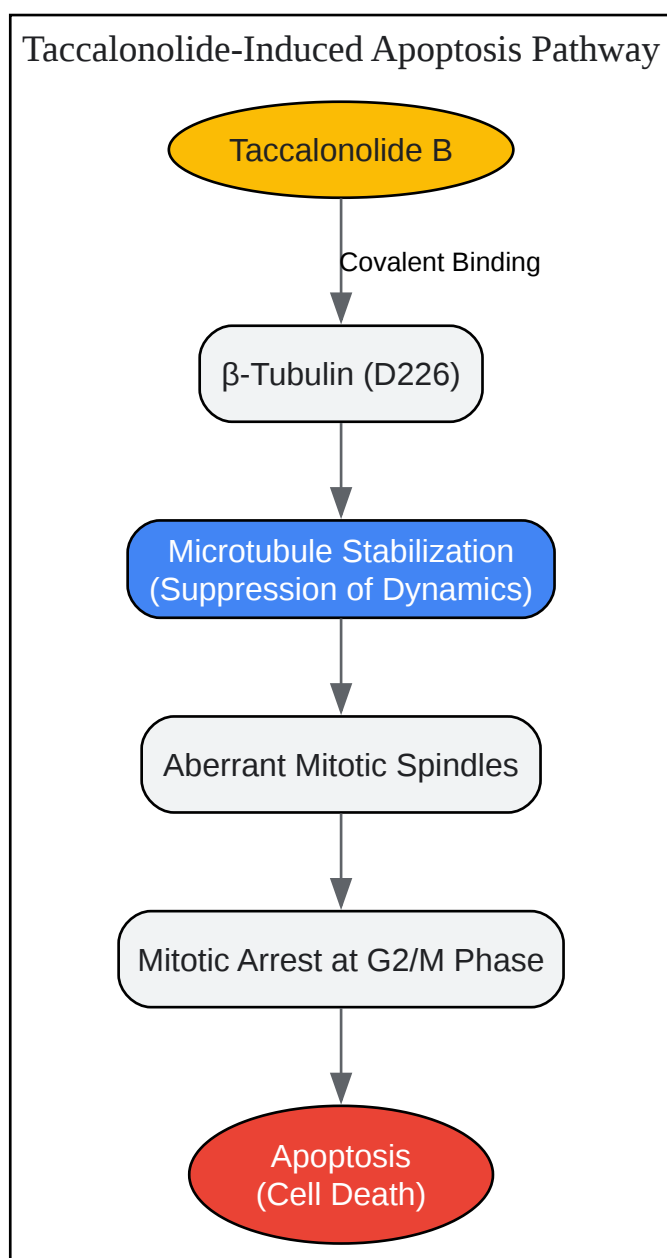 Taccalonolide-Induced Apoptosis Pathway
Taccalonolide B
Covalent Binding
β-Tubulin (D226)
Microtubule Stabilization
(Suppression of Dynamics)
Aberrant Mitotic Spindles
Mitotic Arrest at G2/M Phase
Apoptosis
(Cell Death)